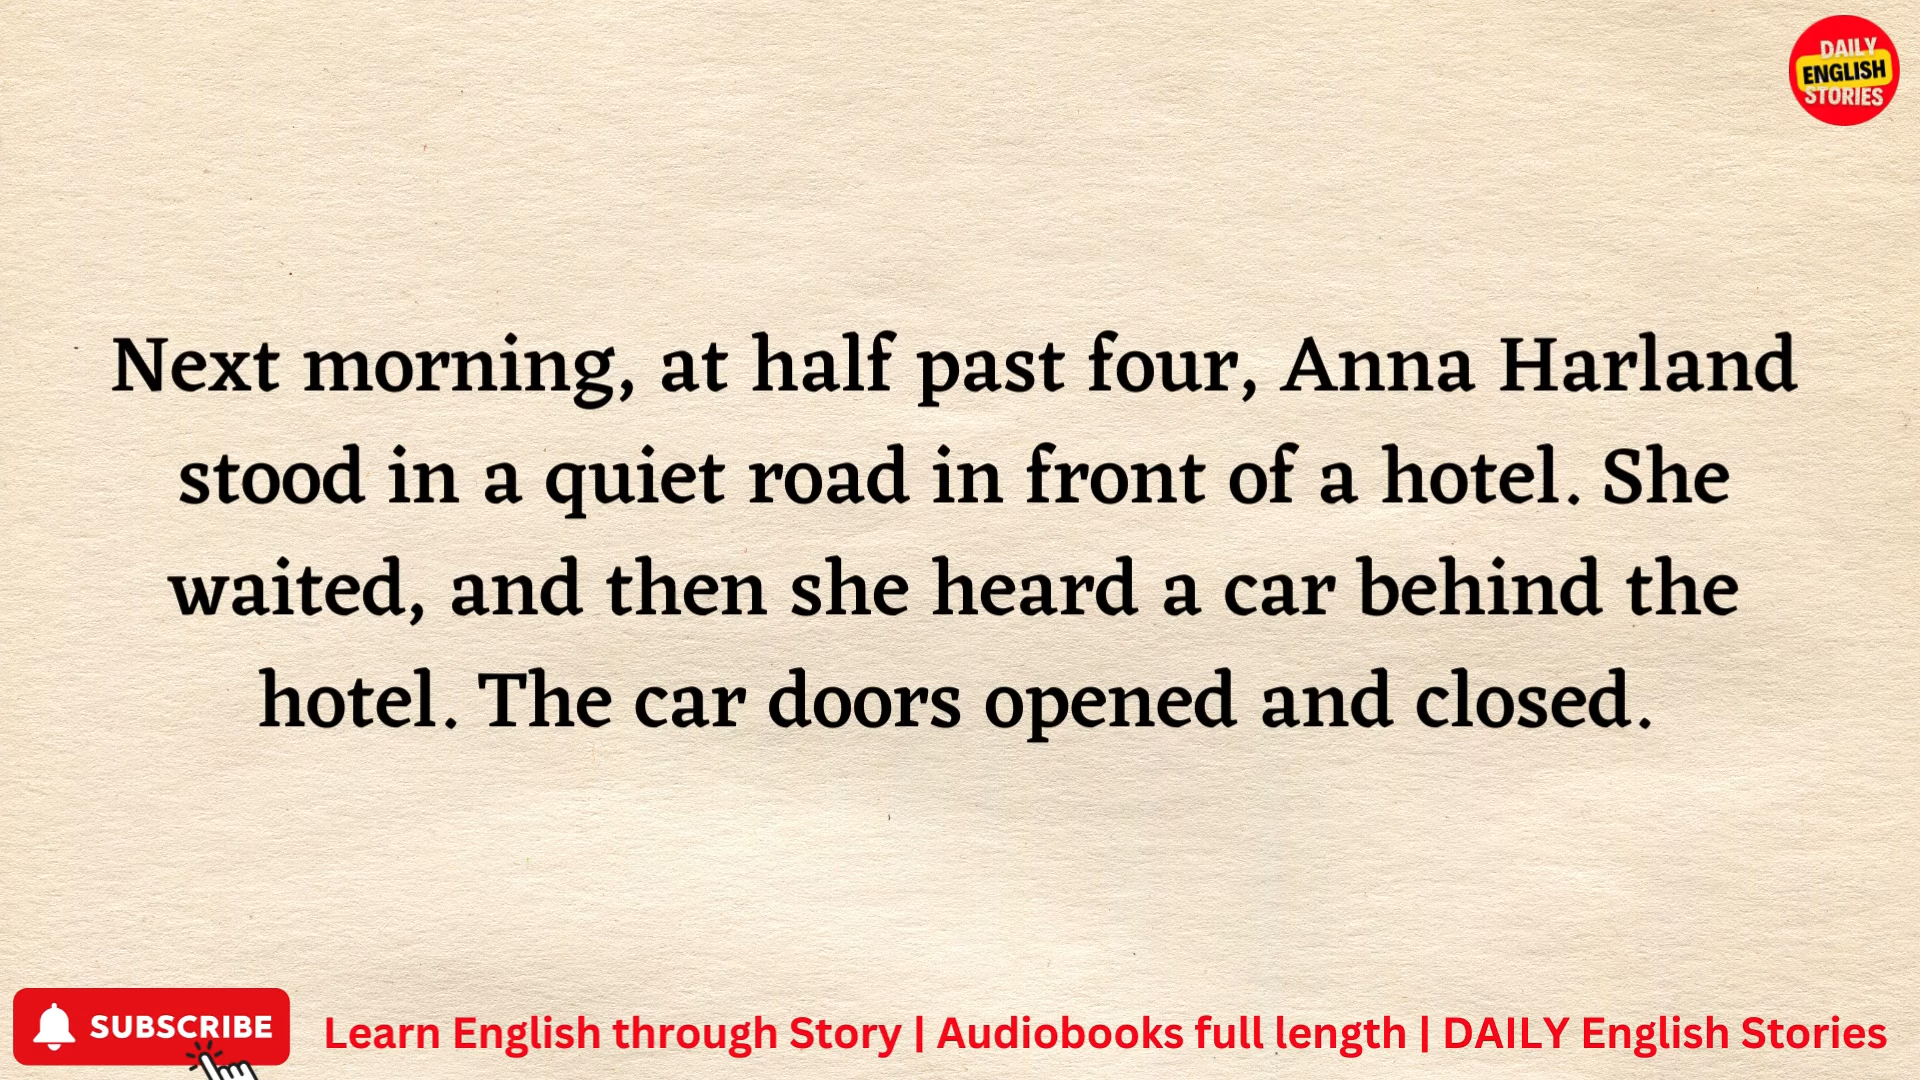 DAILY
ENGLISH
STORIES
Next morning, at half past four, Anna Harland
stood in a quiet road in front of a hotel. She
waited, and then she heard a car behind the
hotel. The car doors opened and closed.
SUBSCRIBE
Learn English through Story | Audiobooks full length | DAILY English Stories